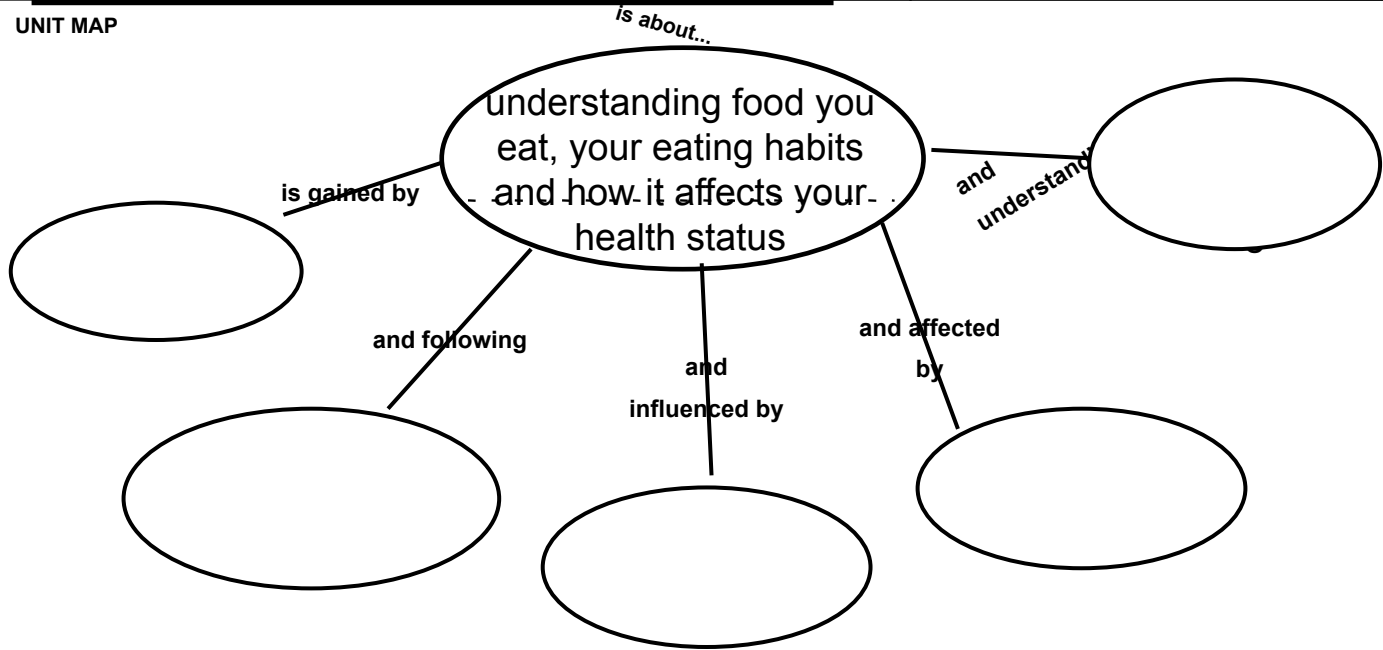 UNIT MAP
is about...
understanding food you
eat, your eating habits
and how it affects your
health status
is gained by
and following
and
influenced by
and affected
by
and